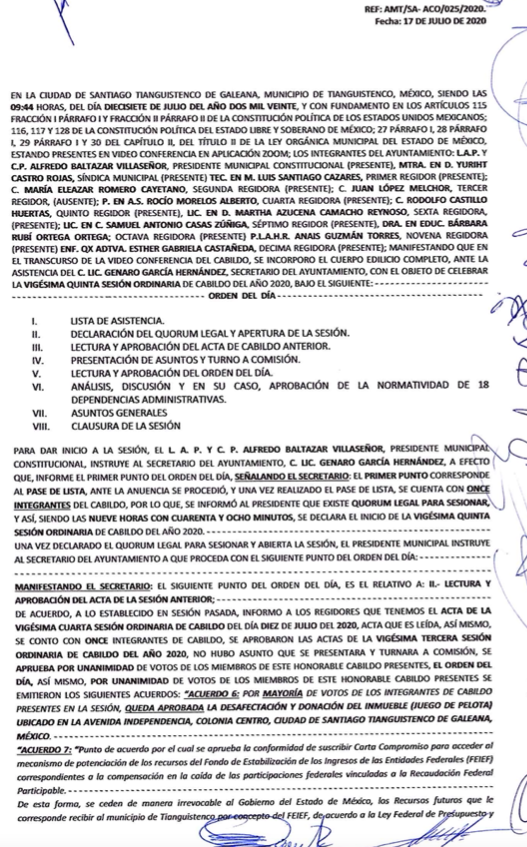 REF: AMT/SA- ACO/025/2020.
Fecha: 17 DE JULIO DE 2020
EN LA CIUDAD DE SANTIAGO TIANGUISTENCO DE GALEANA, MUNICIPIO DE TIANGUISTENCO, MÉXICO, SIENDO LAS
09:44 HORAS, DEL DÍA DIECISIETE DE JULIO DEL AÑO DOS MIL VEINTE, Y CON FUNDAMENTO EN LOS ARTÍCULOS 115
FRACCIÓN I PÁRRAFO I Y FRACCIÓN II PÁRRAFO II DE LA CONSTITUCIÓN POLÍTICA DE LOS ESTADOS UNIDOS MEXICANOS;
116, 117 Y 128 DE LA CONSTITUCIÓN POLÍTICA DEL ESTADO LIBRE Y SOBERANO DE MÉXICO; 27 PÁRRAFO I, 28 PÁRRAFO
I, 29 PÁRRAFO I Y 30 DEL CAPÍTULO II, DEL TÍTULO II DE LA LEY ORGÁNICA MUNICIPAL DEL ESTADO DE MÉXICO,
ESTANDO PRESENTES EN VIDEO CONFERENCIA EN APLICACIÓN ZOOM; LOS INTEGRANTES DEL AYUNTAMIENTO: L.A.P. Y
C.P. ALFREDO BALTAZAR VILLASEÑOR, PRESIDENTE MUNICIPAL CONSTITUCIONAL (PRESENTE), MTRA. EN D. YURIHT
CASTRO ROJAS, SÍNDICA MUNICIPAL (PRESENTE) TEC. EN M. LUIS SANTIAGO CAZARES, PRIMER REGIDOR (PRESENTE);
C. MARÍA ELEAZAR ROMERO CAYETANO, SEGUNDA REGIDORA (PRESENTE); C. JUAN LÓPEZ MELCHOR, TERCER
REGIDOR, (AUSENTE); P. EN A.S. ROCÍO MORELOS ALBERTO, CUARTA REGIDORA (PRESENTE); C. RODOLFO CASTILLO
HUERTAS, QUINTO REGIDOR (PRESENTE), LIC. EN D. MARTHA AZUCENA CAMACHO REYNOSO, SEXTA REGIDORA,
(PRESENTE); LIC. EN C. SAMUEL ANTONIO CASAS ZÚÑIGA, SÉPTIMO REGIDOR (PRESENTE), DRA. EN EDUC. BÁRBARA
RUBÍ ORTEGA ORTEGA; OCTAVA REGIDORA (PRESENTE) P.L.A.H.R. ANAIS GUZMÁN TORRES, NOVENA REGIDORA
(PRESENTE) ENF. QX ADTVA. ESTHER GABRIELA CASTAÑEDA, DECIMA REGIDORA (PRESENTE); MANIFESTANDO QUE EN
EL TRANSCURSO DE LA VIDEO CONFERENCIA DEL CABILDO, SE INCORPORO EL CUERPO EDILICIO COMPLETO, ANTE LA
ASISTENCIA DEL C. LIC. GENARO GARCÍA HERNÁNDEZ, SECRETARIO DEL AYUNTAMIENTO, CON EL OBJETO DE CELEBRAR
LA VIGÉSIMA QUINTA SESIÓN ORDINARIA DE CABILDO DEL AÑO 2020, BAJO EL SIGUIENTE:
ORDEN DEL DÍA
I. LISTA DE ASISTENCIA.
II. DECLARACIÓN DEL QUORUM LEGAL Y APERTURA DE LA SESIÓN.
III. LECTURA Y APROBACIÓN DEL ACTA DE CABILDO ANTERIOR.
IV. PRESENTACIÓN DE ASUNTOS Y TURNO A COMISIÓN.
V. LECTURA Y APROBACIÓN DEL ORDEN DEL DÍA.
VI. ANÁLISIS, DISCUSIÓN Y EN SU CASO, APROBACIÓN DE LA NORMATIVIDAD DE 18
DEPENDENCIAS ADMINISTRATIVAS.
VII. ASUNTOS GENERALES
VIII. CLAUSURA DE LA SESIÓN
PARA DAR INICIO A LA SESIÓN, EL L. A. P. Y C. P. ALFREDO BALTAZAR VILLASEÑOR, PRESIDENTE MUNICIPAL
CONSTITUCIONAL, INSTRUYE AL SECRETARIO DEL AYUNTAMIENTO, C. LIC. GENARO GARCÍA HERNÁNDEZ, A EFECTO
QUE, INFORME EL PRIMER PUNTO DEL ORDEN DEL DÍA, SEÑALANDO EL SECRETARIO: EL PRIMER PUNTO CORRESPONDE
AL PASE DE LISTA, ANTE LA ANUENCIA SE PROCEDIÓ, Y UNA VEZ REALIZADO EL PASE DE LISTA, SE CUENTA CON ONCE
INTEGRANTES DEL CABILDO, POR LO QUE, SE INFORMÓ AL PRESIDENTE QUE EXISTE QUORUM LEGAL PARA SESIONAR,
Y ASÍ, SIENDO LAS NUEVE HORAS CON CUARENTA Y OCHO MINUTOS, SE DECLARA EL INICIO DE LA VIGÉSIMA QUINTA
SESIÓN ORDINARIA DE CABILDO DEL AÑO 2020.
UNA VEZ DECLARADO EL QUORUM LEGAL PARA SESIONAR Y ABIERTA LA SESIÓN, EL PRESIDENTE MUNICIPAL INSTRUYE
AL SECRETARIO DEL AYUNTAMIENTO A QUE PROCEDA CON EL SIGUIENTE PUNTO DEL ORDEN DEL DÍA:
MANIFESTANDO EL SECRETARIO: EL SIGUIENTE PUNTO DEL ORDEN DEL DÍA, ES EL RELATIVO A: II.- LECTURA Y
APROBACIÓN DEL ACTA DE LA SESIÓN ANTERIOR;
DE ACUERDO, A LO ESTABLECIDO EN SESIÓN PASADA, INFORMO A LOS REGIDORES QUE TENEMOS EL ACTA DE LA
VIGÉSIMA CUARTA SESIÓN ORDINARIA DE CABILDO DEL DÍA DIEZ DE JULIO DEL 2020, ACTA QUE ES LEÍDA, ASÍ MISMO,
SE CONTO CON ONCE INTEGRANTES DE CABILDO, SE APROBARON LAS ACTAS DE LA VIGÉSIMA TERCERA SESIÓN
ORDINARIA DE CABILDO DEL AÑO 2020, NO HUBO ASUNTO QUE SE PRESENTARA Y TURNARA A COMISIÓN, SE
APRUEBA POR UNANIMIDAD DE VOTOS DE LOS MIEMBROS DE ESTE HONORABLE CABILDO PRESENTES, EL ORDEN DEL
DÍA, ASÍ MISMO, POR UNANIMIDAD DE VOTOS DE LOS MIEMBROS DE ESTE HONORABLE CABILDO PRESENTES SE
EMITIERON LOS SIGUIENTES ACUERDOS: "ACUERDO 6: POR MAYORÍA DE VOTOS DE LOS INTEGRANTES DE CABILDO
PRESENTES EN LA SESIÓN, QUEDA APROBADA LA DESAFECTACIÓN Y DONACIÓN DEL INMUEBLE (JUEGO DE PELOTA)
UBICADO EN LA AVENIDA INDEPENDENCIA, COLONIA CENTRO, CIUDAD DE SANTIAGO TIANGUISTENCO DE GALEANA,
MÉXICO.
"ACUERDO 7: "Punto de acuerdo por el cual se aprueba la conformidad de suscribir Carta Compromiso para acceder al
mecanismo de potenciación de los recursos del Fondo de Estabilización de los Ingresos de las Entidades Federales (FEIEF)
correspondientes a la compensación en la caída de las participaciones federales vinculadas a la Recaudación Federal
Participable.
De esta forma, se ceden de manera irrevocable al Gobierno del Estado de México, los Recursos futuros que le
corresponde recibir al municipio de Tianguistenco por concepto del FEIEF, de acuerdo a la Ley Federal de Presupuesto y